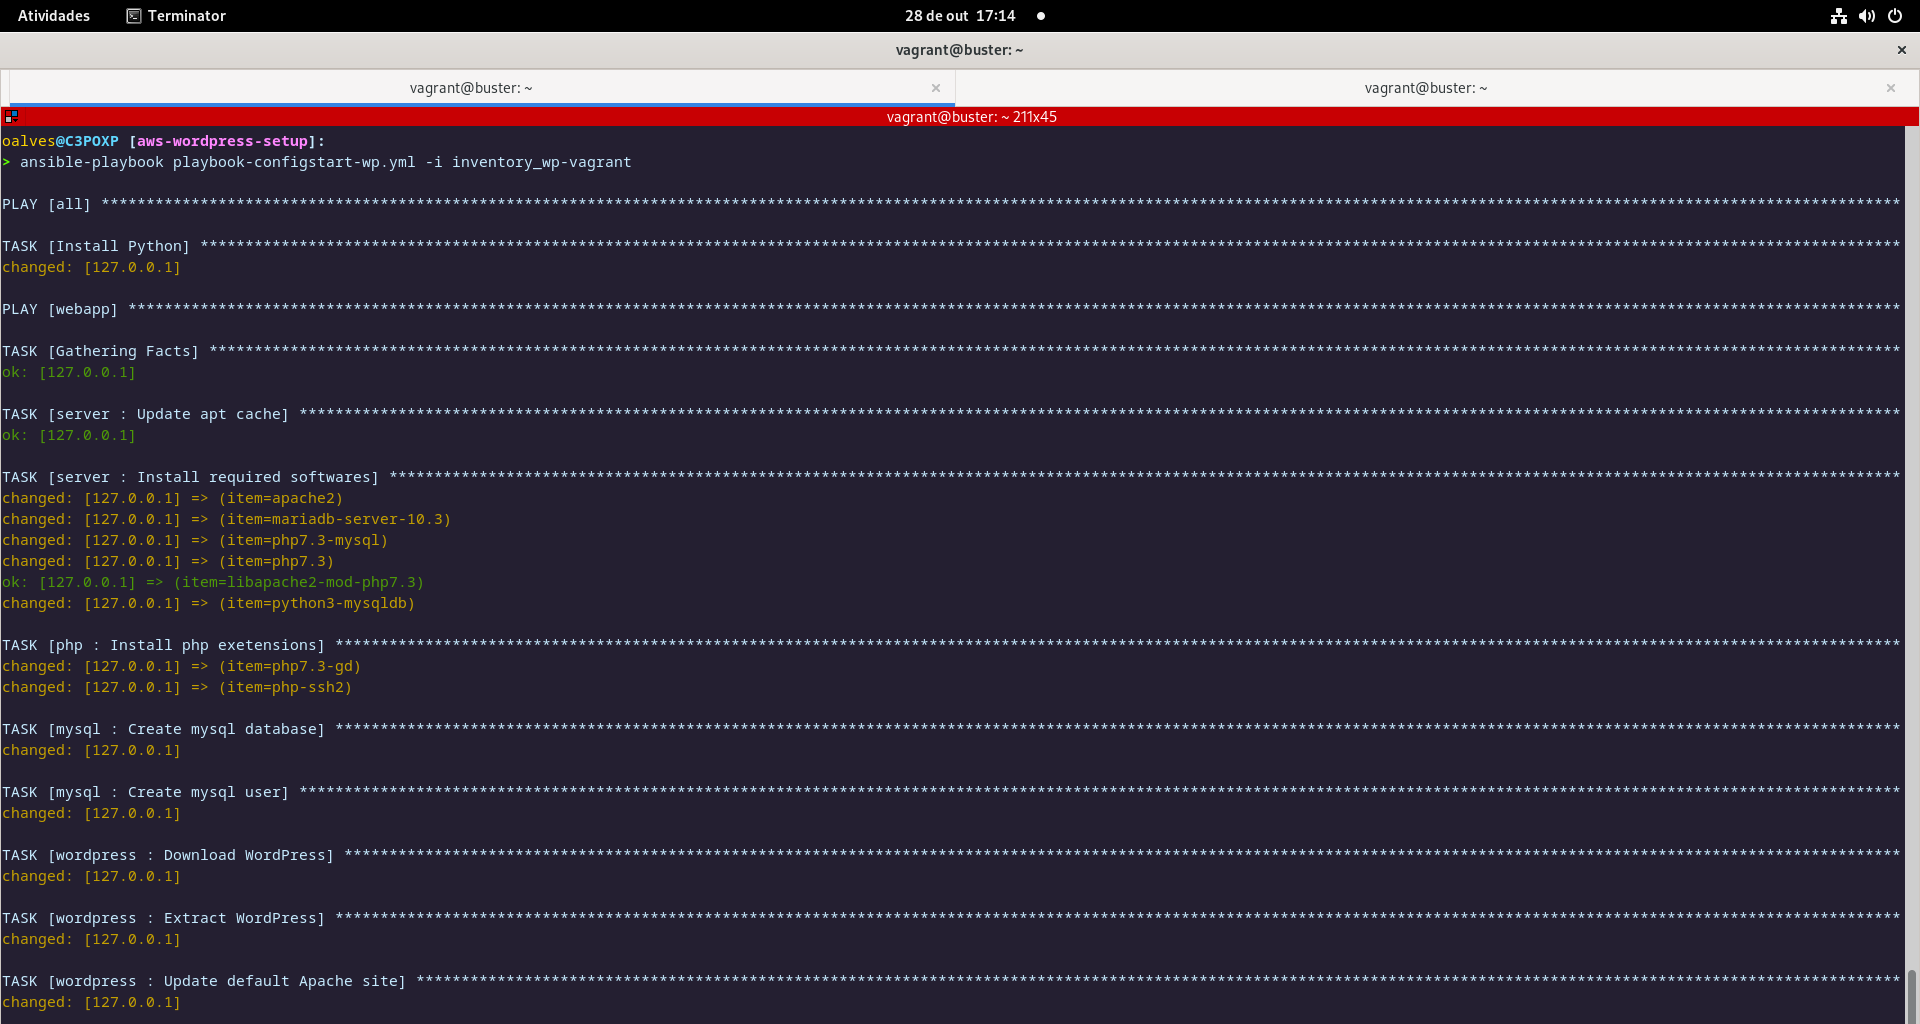 Atividades Terminator 28 de out 17:14
vagrant@buster: ~
vagrant@buster: ~ × vagrant@buster: ~ ×
vagrant@buster: ~ 211x45
oalves@C3POXP [aws-wordpress-setup]:
> ansible-playbook playbook-configstart-wp.yml -i inventory_wp-vagrant
PLAY [all] ****************************************************************************************************************************************************************************************************************
TASK [Install Python] *****************************************************************************************************************************************************************************************************
changed: [127.0.0.1]
PLAY [webapp] *************************************************************************************************************************************************************************************************************
TASK [Gathering Facts] ****************************************************************************************************************************************************************************************************
ok: [127.0.0.1]
TASK [server : Update apt cache] ******************************************************************************************************************************************************************************************
ok: [127.0.0.1]
TASK [server : Install required softwares] ********************************************************************************************************************************************************************************
changed: [127.0.0.1] => (item=apache2)
changed: [127.0.0.1] => (item=mariadb-server-10.3)
changed: [127.0.0.1] => (item=php7.3-mysql)
changed: [127.0.0.1] => (item=php7.3)
ok: [127.0.0.1] => (item=libapache2-mod-php7.3)
changed: [127.0.0.1] => (item=python3-mysqldb)
TASK [php : Install php exetensions] **************************************************************************************************************************************************************************************
changed: [127.0.0.1] => (item=php7.3-gd)
changed: [127.0.0.1] => (item=php-ssh2)
TASK [mysql : Create mysql database] **************************************************************************************************************************************************************************************
changed: [127.0.0.1]
TASK [mysql : Create mysql user] ******************************************************************************************************************************************************************************************
changed: [127.0.0.1]
TASK [wordpress : Download WordPress] *************************************************************************************************************************************************************************************
changed: [127.0.0.1]
TASK [wordpress : Extract WordPress] **************************************************************************************************************************************************************************************
changed: [127.0.0.1]
TASK [wordpress : Update default Apache site] *****************************************************************************************************************************************************************************
changed: [127.0.0.1]